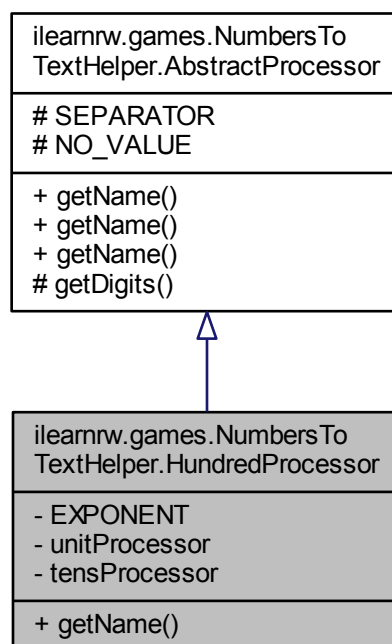 ilearnrw.games.NumbersTo
TextHelper.AbstractProcessor
# SEPARATOR
# NO_VALUE
+ getName()
+ getName()
+ getName()
# getDigits()
ilearnrw.games.NumbersTo
TextHelper.HundredProcessor
- EXPONENT
- unitProcessor
- tensProcessor
+ getName()